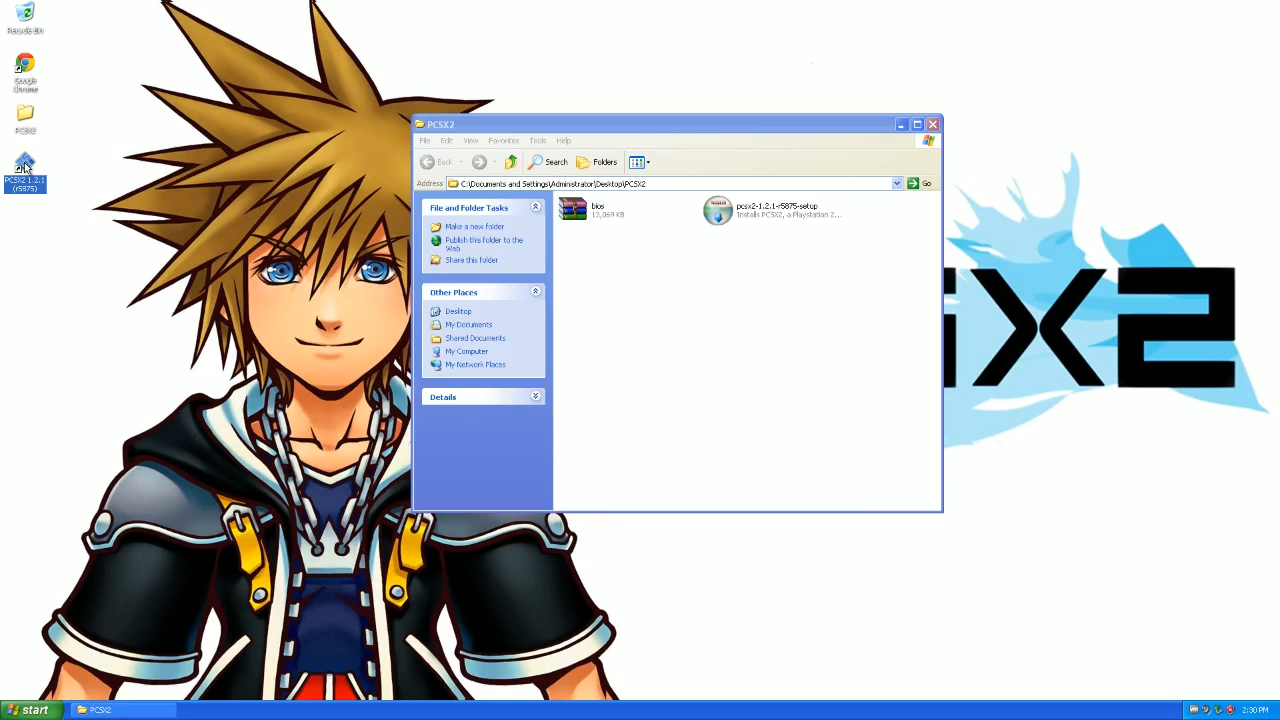 Recycle Bin
Google
Chrome
PCSX2
PCSX2 1.2.1
(r5875)
PCSX2
File Edit View Favorites Tools Help
Back Search Folders
Address C:\Documents and Settings\Administrator\Desktop\PCSX2 Go
File and Folder Tasks
Make a new folder
Publish this folder to the
Web
Share this folder
Other Places
Desktop
My Documents
Shared Documents
My Computer
My Network Places
Details
bios
13,069 KB
pcsx2-1.2.1-r5875-setup
Installs PCSX2, a Playstation 2...
SX2
start
PCSX2
2:30 PM